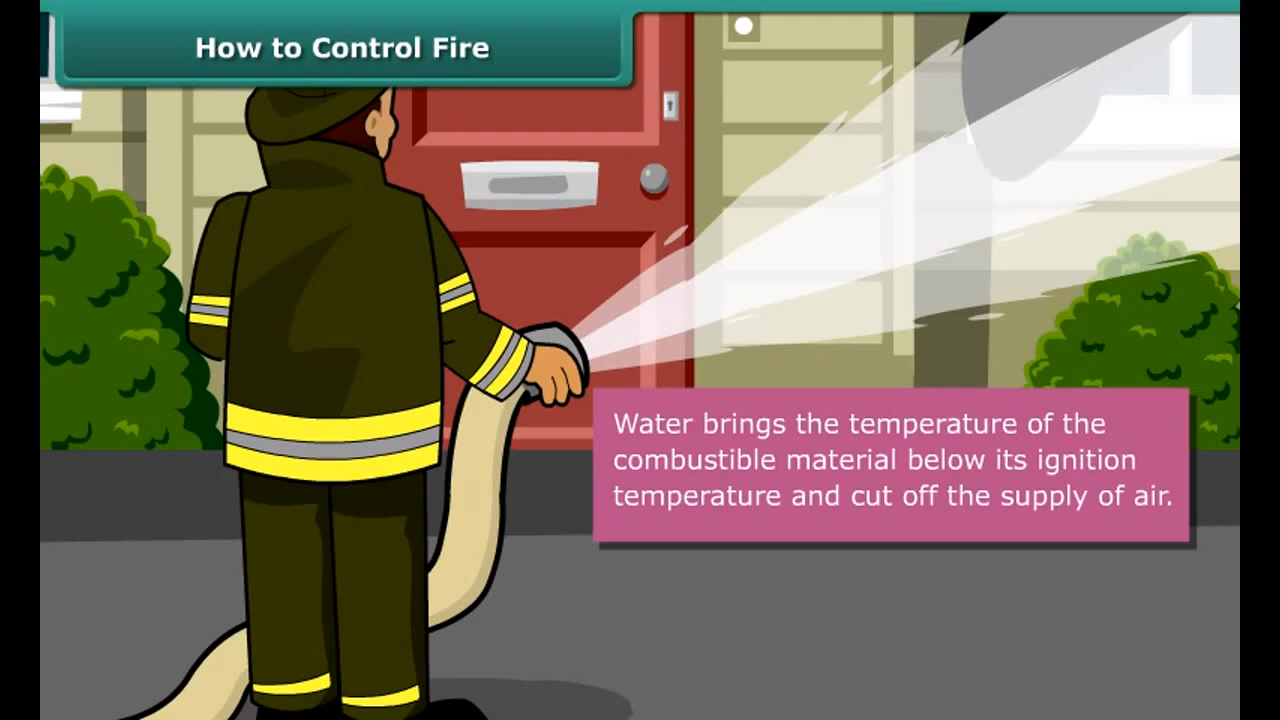 How to Control Fire
Water brings the temperature of the
combustible material below its ignition
temperature and cut off the supply of air.